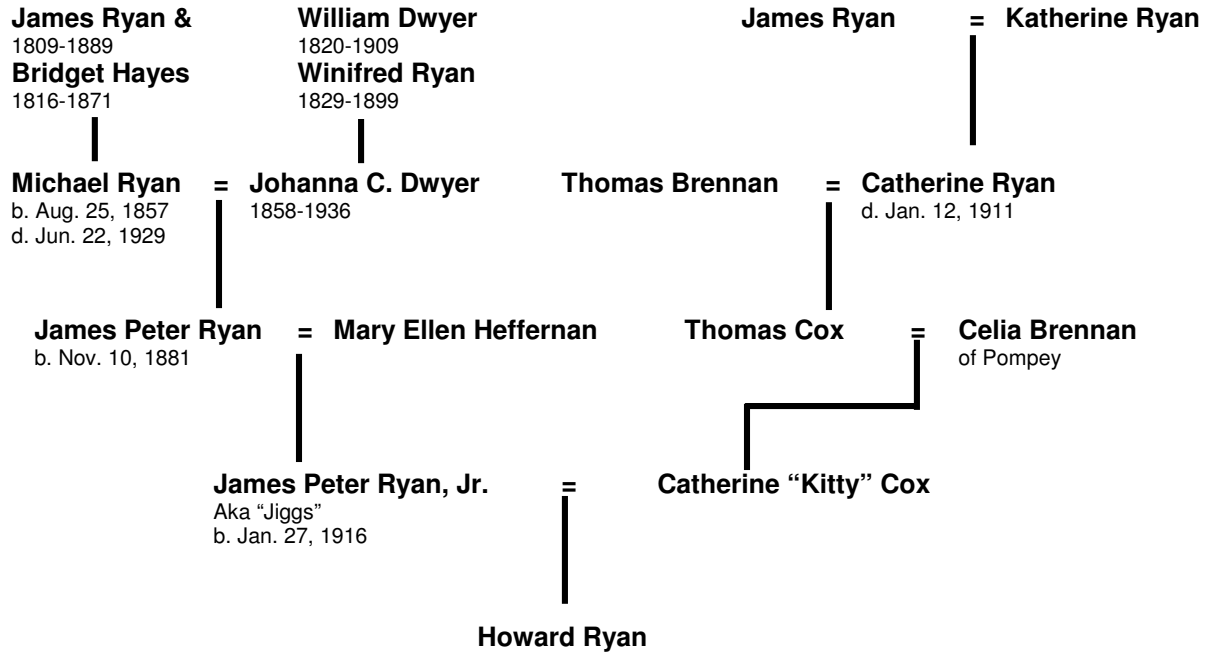 James Ryan & William Dwyer James Ryan = Katherine Ryan
1809-1889 1820-1909
Bridget Hayes Winifred Ryan
1816-1871 1829-1899
Michael Ryan = Johanna C. Dwyer Thomas Brennan = Catherine Ryan
b. Aug. 25, 1857 1858-1936 d. Jan. 12, 1911
d. Jun. 22, 1929
James Peter Ryan = Mary Ellen Heffernan Thomas Cox = Celia Brennan
b. Nov. 10, 1881 of Pompey
James Peter Ryan, Jr. = Catherine “Kitty” Cox
Aka “Jiggs”
b. Jan. 27, 1916
Howard Ryan